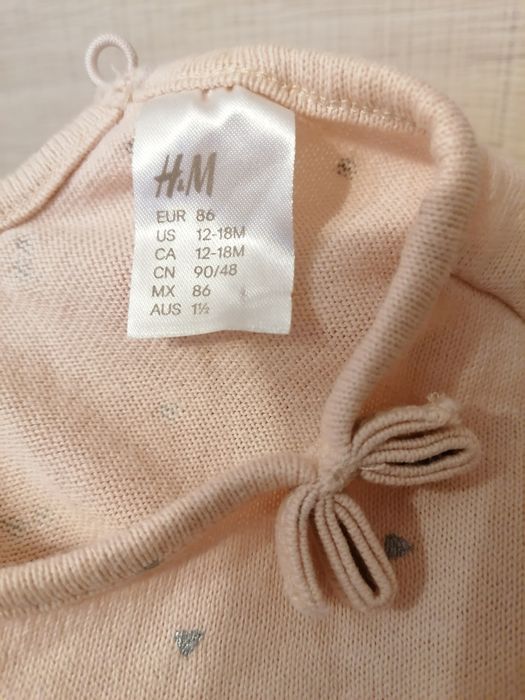 H&M
EUR 86
US 12-18M
CA 12-18M
CN 90/48
MX 86
AUS 1½